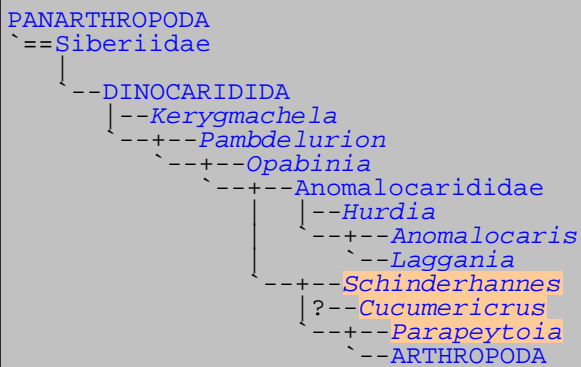 PANARTHROPODA
`==Siberiidae
|
`--DINOCARIDIDA
|--Kerygmachela
`--+--Pambdelurion
`--+--Opabinia
`--+--Anomalocarididae
| |--Hurdia
| `--+--Anomalocaris
| `--Laggania
`--+--Schinderhannes
|?--Cucumericrus
`--+--Parapeytoia
`--ARTHROPODA